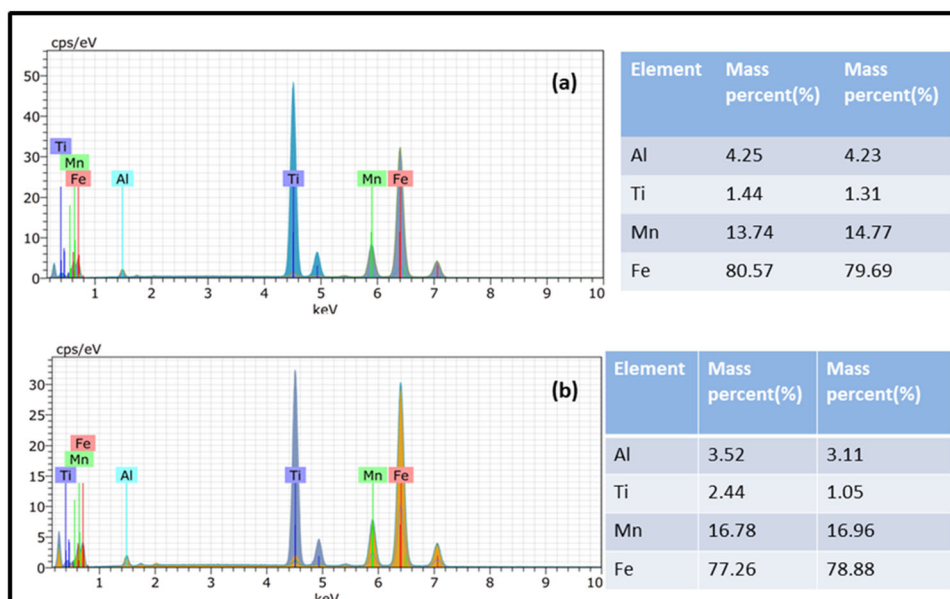 cps/eV
50
40
30
20
10
0
(a)
Ti
Mn
Fe
Al
Ti
Mn
Fe
1 2 3 4 5 6 7 8 9 10
keV
Element Mass percent(%) Mass percent(%)
Al 4.25 4.23
Ti 1.44 1.31
Mn 13.74 14.77
Fe 80.57 79.69
cps/eV
30
25
20
15
10
5
0
(b)
Fe
Mn
Ti
Al
Ti
Mn
Fe
1 2 3 4 5 6 7 8 9 10
keV
Element Mass percent(%) Mass percent(%)
Al 3.52 3.11
Ti 2.44 1.05
Mn 16.78 16.96
Fe 77.26 78.88